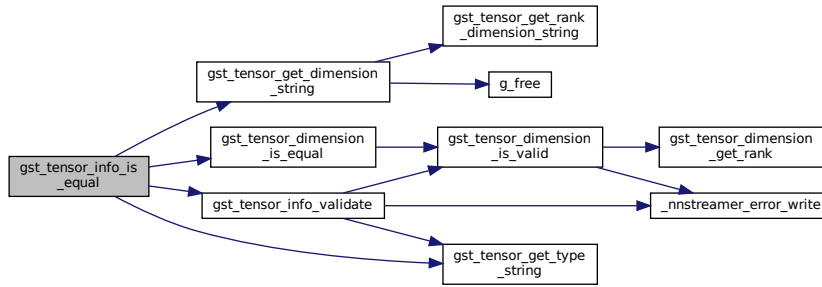 gst_tensor_info_is
_equal
gst_tensor_get_dimension
_string
gst_tensor_get_rank
_dimension_string
g_free
gst_tensor_dimension
_is_equal
gst_tensor_dimension
_is_valid
gst_tensor_dimension
_get_rank
gst_tensor_info_validate
_nnstreamer_error_write
gst_tensor_get_type
_string